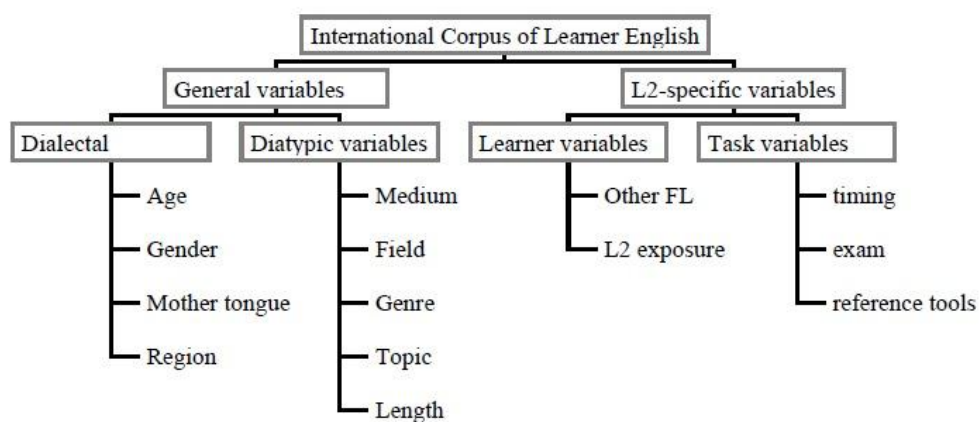 International Corpus of Learner English
General variables
L2-specific variables
Dialectal
Diatypic variables
Learner variables
Task variables
Age
Medium
Other FL
timing
Gender
Field
L2 exposure
exam
Mother tongue
Genre
reference tools
Region
Topic
Length